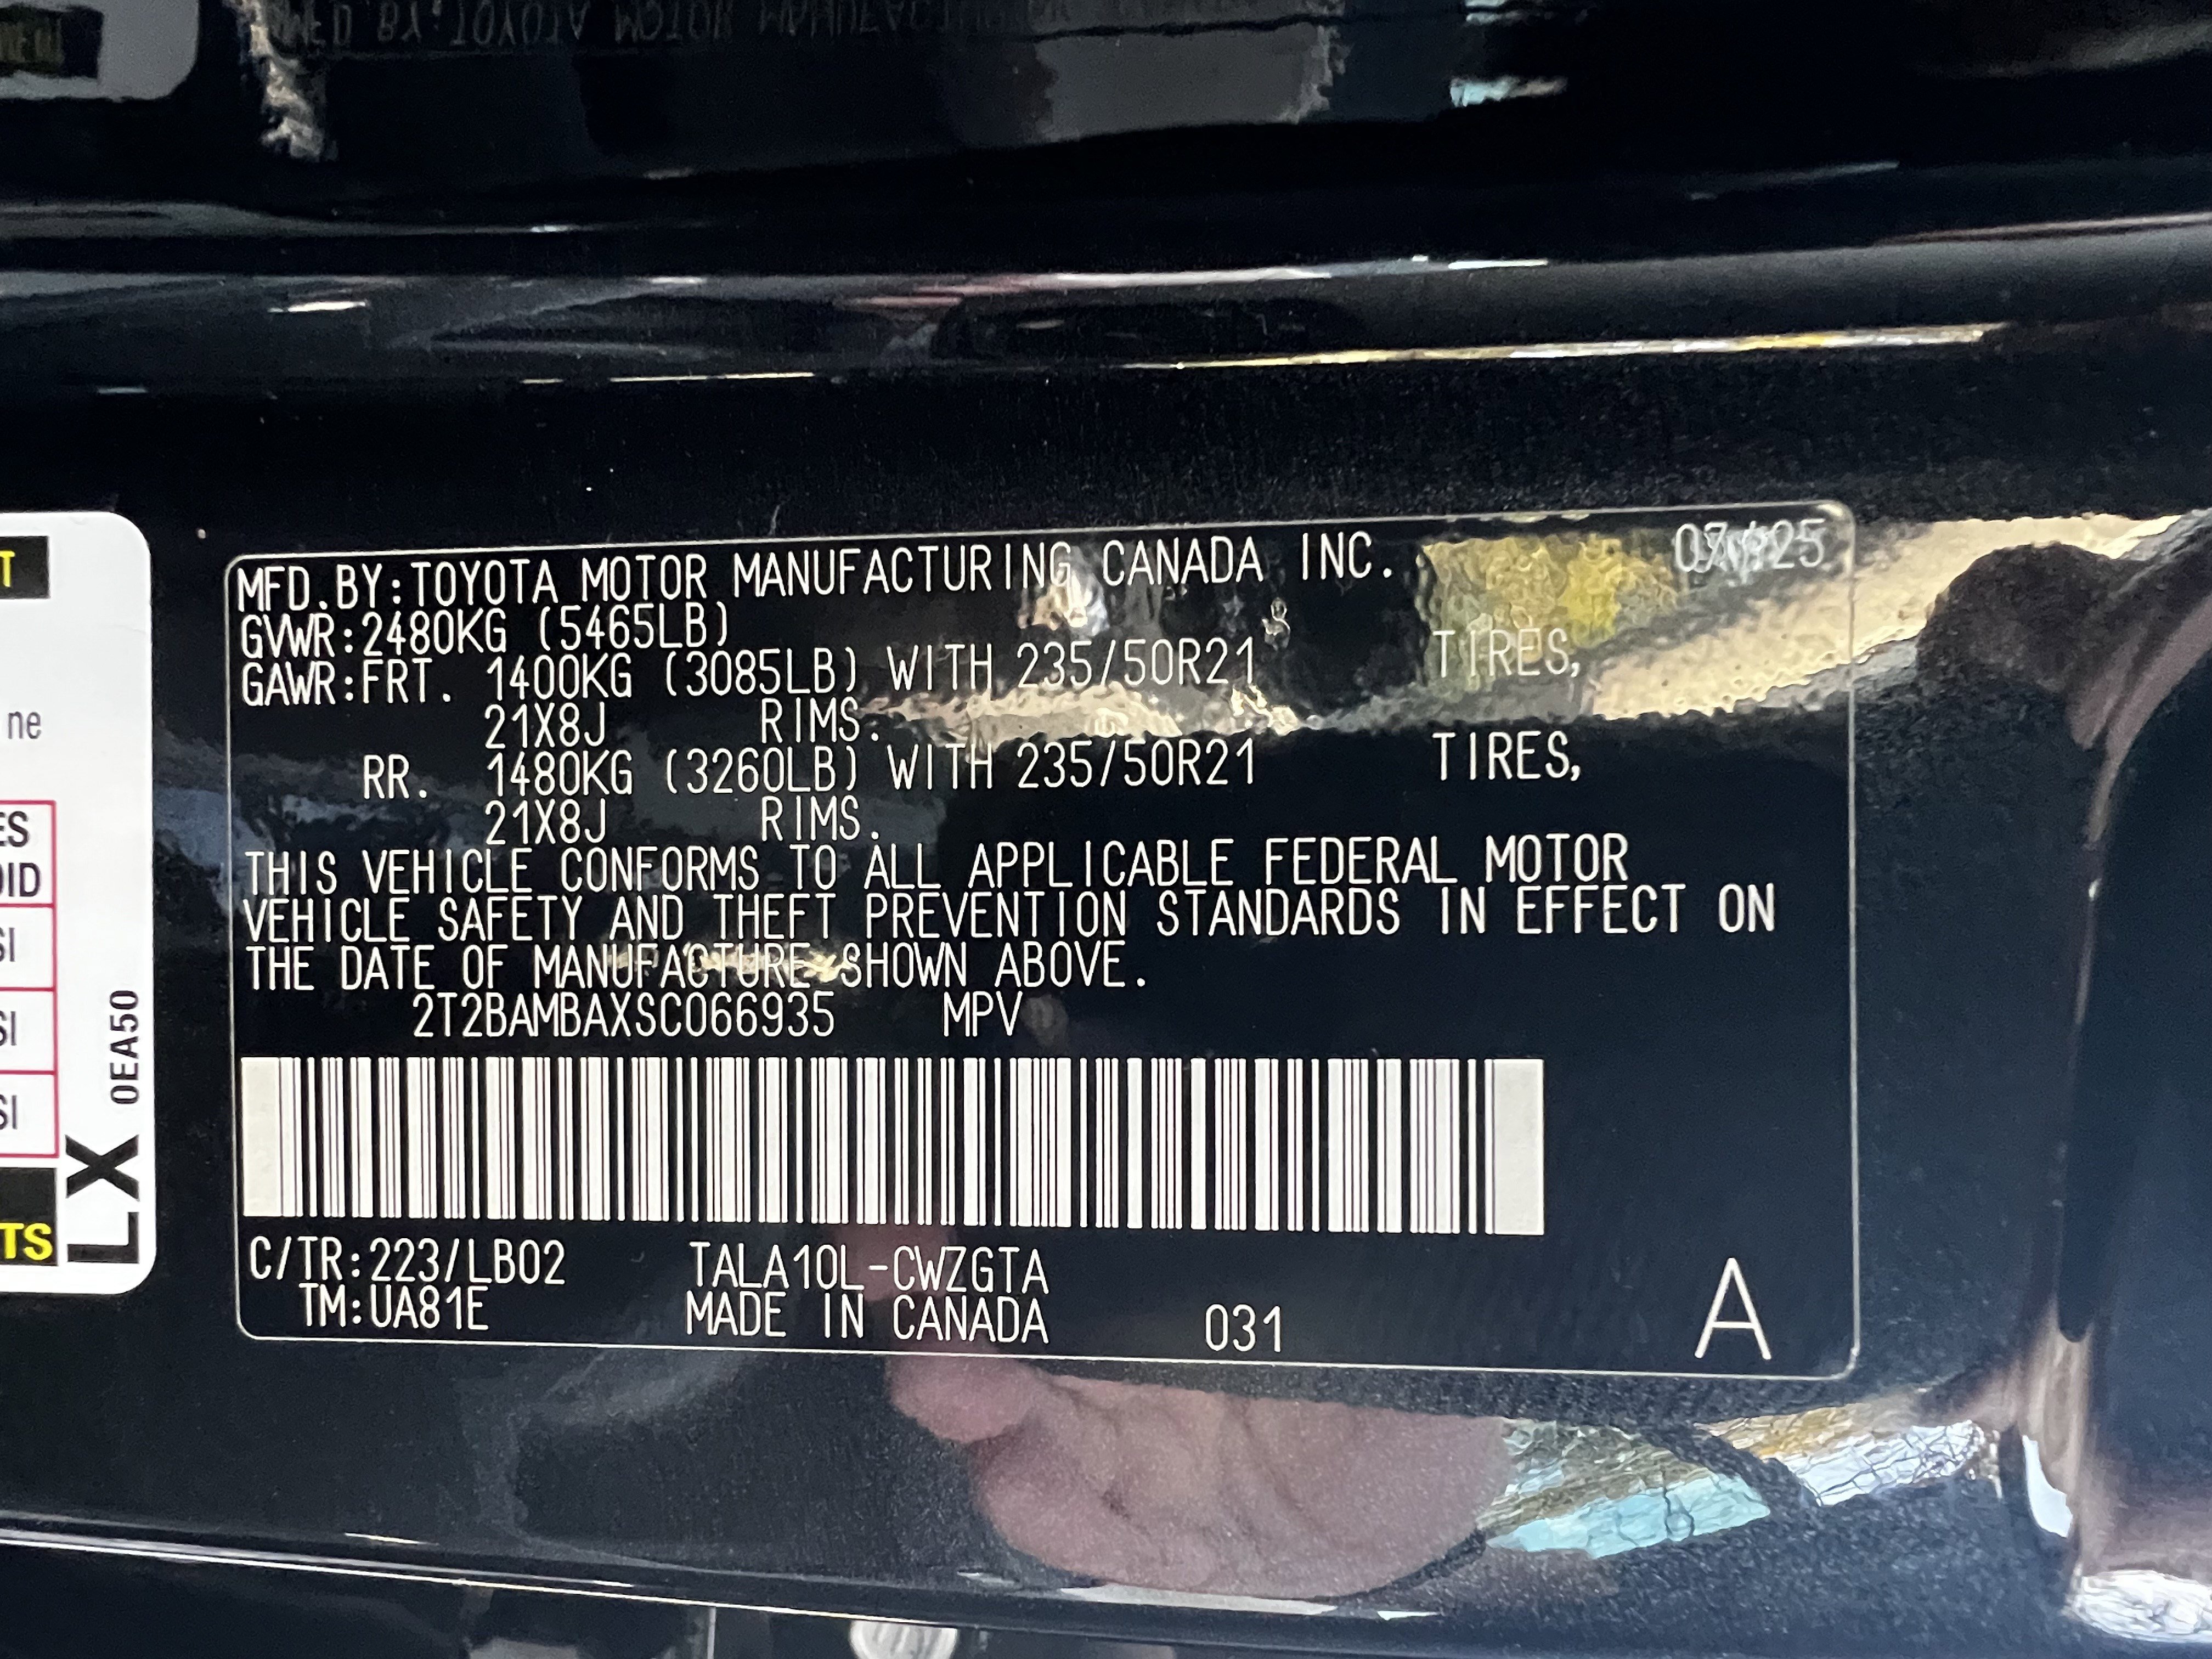 MFD.BY:TOYOTA MOTOR MANUFACTURING CANADA INC.
GVWR:2480KG (5465LB)
GAWR:FRT. 1400KG (3085LB) WITH 235/50R21 TIRES,
21X8J RIMS.
RR. 1480KG (3260LB) WITH 235/50R21 TIRES,
21X8J RIMS.
THIS VEHICLE CONFORMS TO ALL APPLICABLE FEDERAL MOTOR
VEHICLE SAFETY AND THEFT PREVENTION STANDARDS IN EFFECT ON
THE DATE OF MANUFACTURE SHOWN ABOVE.
2T2BAMBAXSC066935 MPV
C/TR:223/LB02 TALA10L-CWZGTA
TM:UA81E MADE IN CANADA 031
A
ne
TS
LX 0EA50